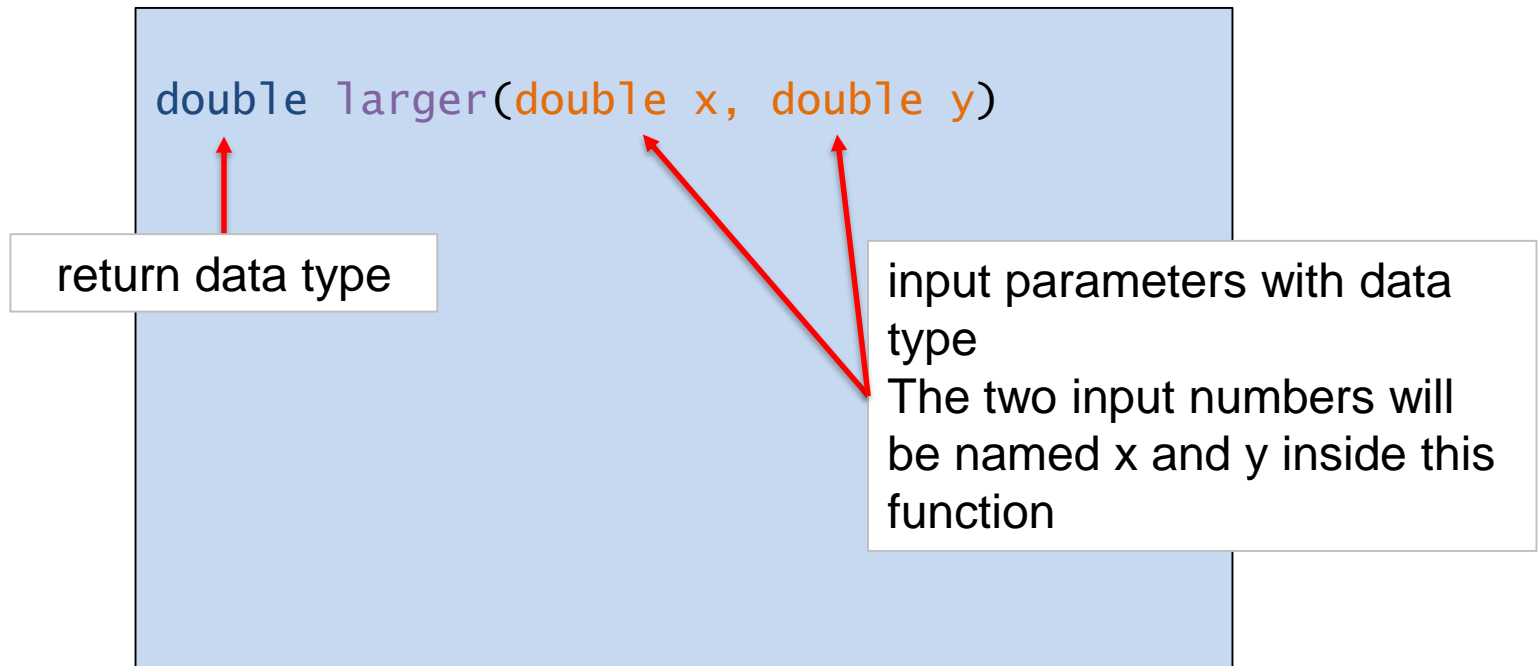 double larger(double x, double y)
return data type
input parameters with data
type
The two input numbers will
be named x and y inside this
function